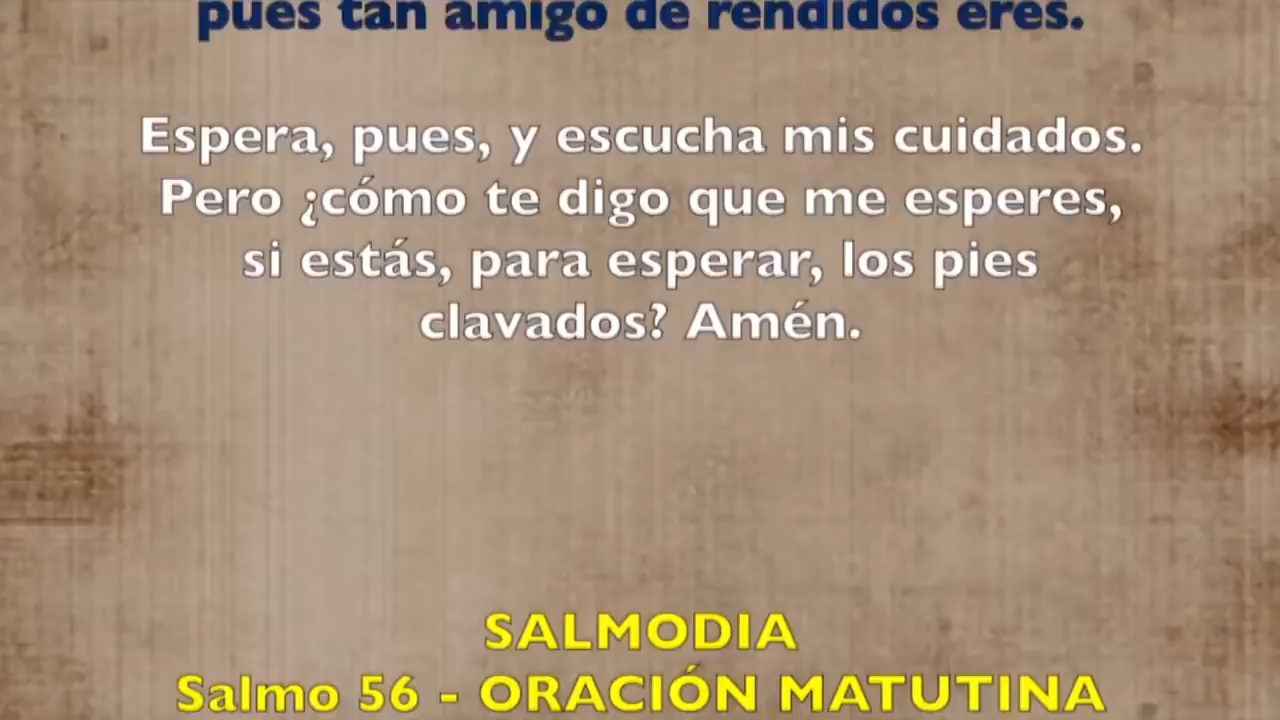 pues tan amigo de rendidos eres.
Espera, pues, y escucha mis cuidados.
Pero ¿cómo te digo que me esperes,
si estás, para esperar, los pies
clavados? Amén.
SALMODIA
Salmo 56 - ORACIÓN MATUTINA